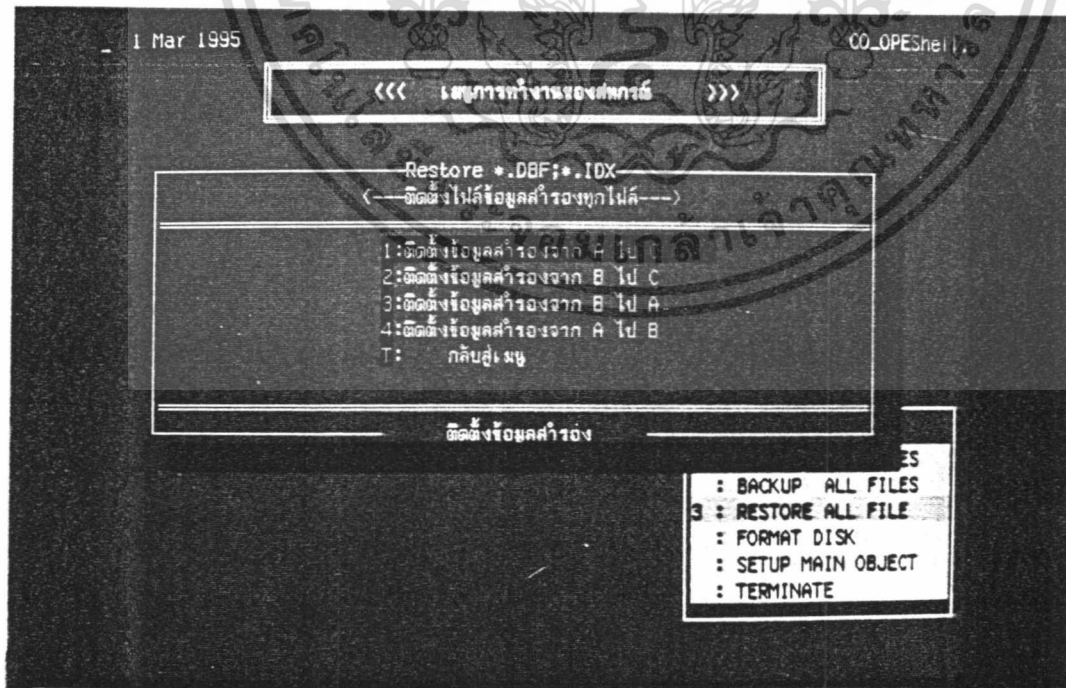 1 Mar 1995
CO_OPEShell
<<< เมนูการทำงานของสหกรณ์ >>>
Restore *.DBF;*.IDX
<---ติดตั้งไฟล์ข้อมูลสำรองทุกไฟล์--->
1:ติดตั้งข้อมูลสำรองจาก A ไป
2:ติดตั้งข้อมูลสำรองจาก B ไป C
3:ติดตั้งข้อมูลสำรองจาก B ไป A
4:ติดตั้งข้อมูลสำรองจาก A ไป B
T: กลับสู่เมนู
ติดตั้งข้อมูลสำรอง
ES
: BACKUP ALL FILES
3 : RESTORE ALL FILE
: FORMAT DISK
: SETUP MAIN OBJECT
: TERMINATE